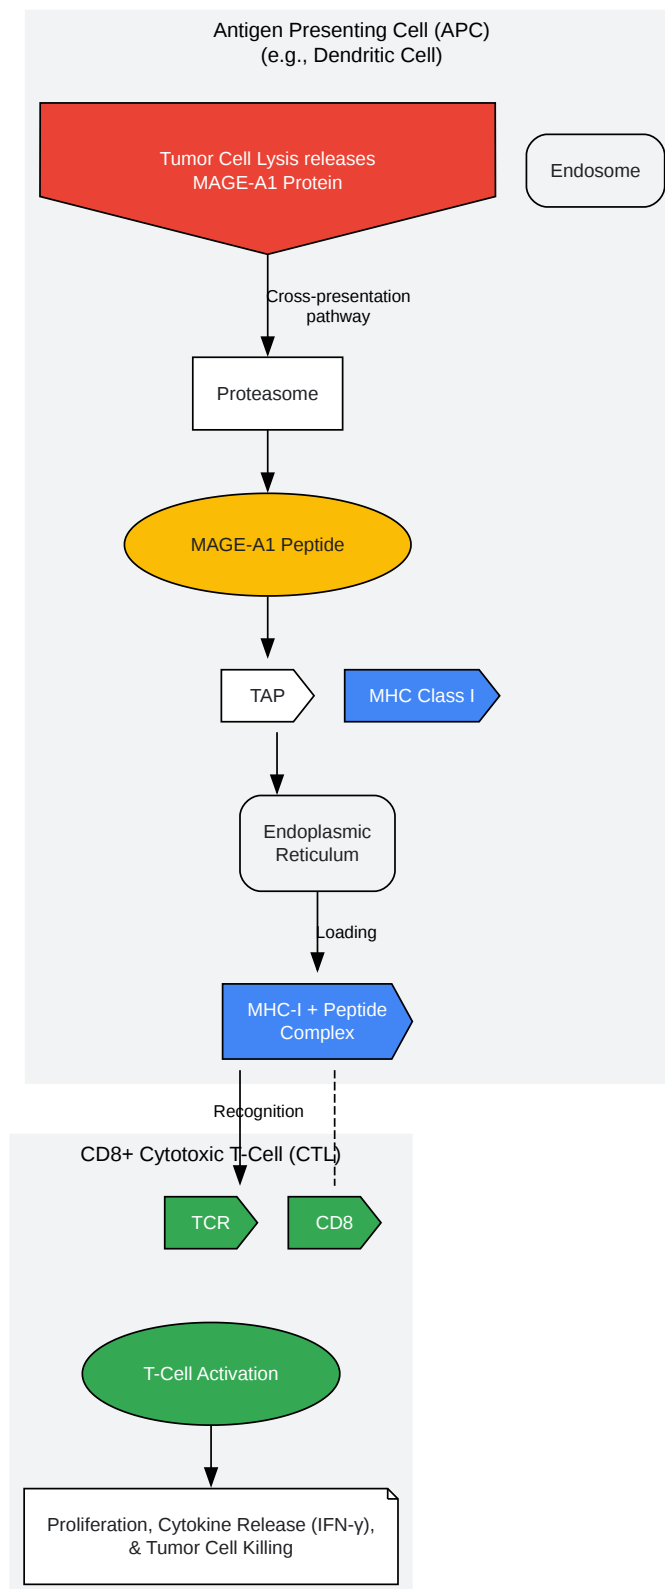 Antigen Presenting Cell (APC)
(e.g., Dendritic Cell)
Tumor Cell Lysis releases
MAGE-A1 Protein
Endosome
Cross-presentation
pathway
Proteasome
MAGE-A1 Peptide
TAP
MHC Class I
Endoplasmic
Reticulum
Loading
MHC-I + Peptide
Complex
Recognition
CD8+ Cytotoxic T-Cell (CTL)
TCR
CD8
T-Cell Activation
Proliferation, Cytokine Release (IFN-γ),
& Tumor Cell Killing